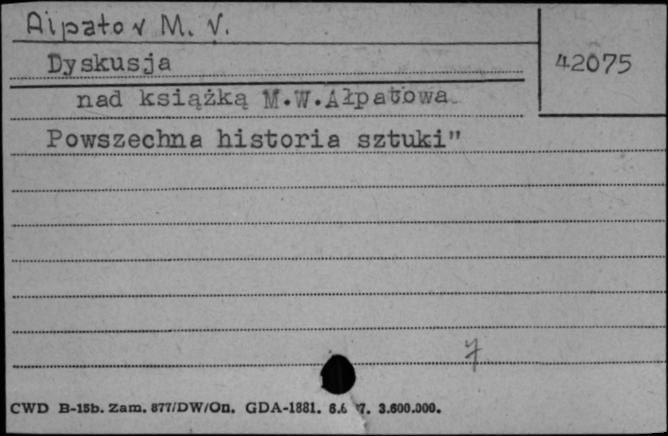 Alpatov M. V.
Dyskusja
42075
nad książką M.W.Ałpatowa
Powszechna historia sztuki"
7
CWD B-15b. Zam. 877/DW/On. GDA-1881. 7. 3.600.000.